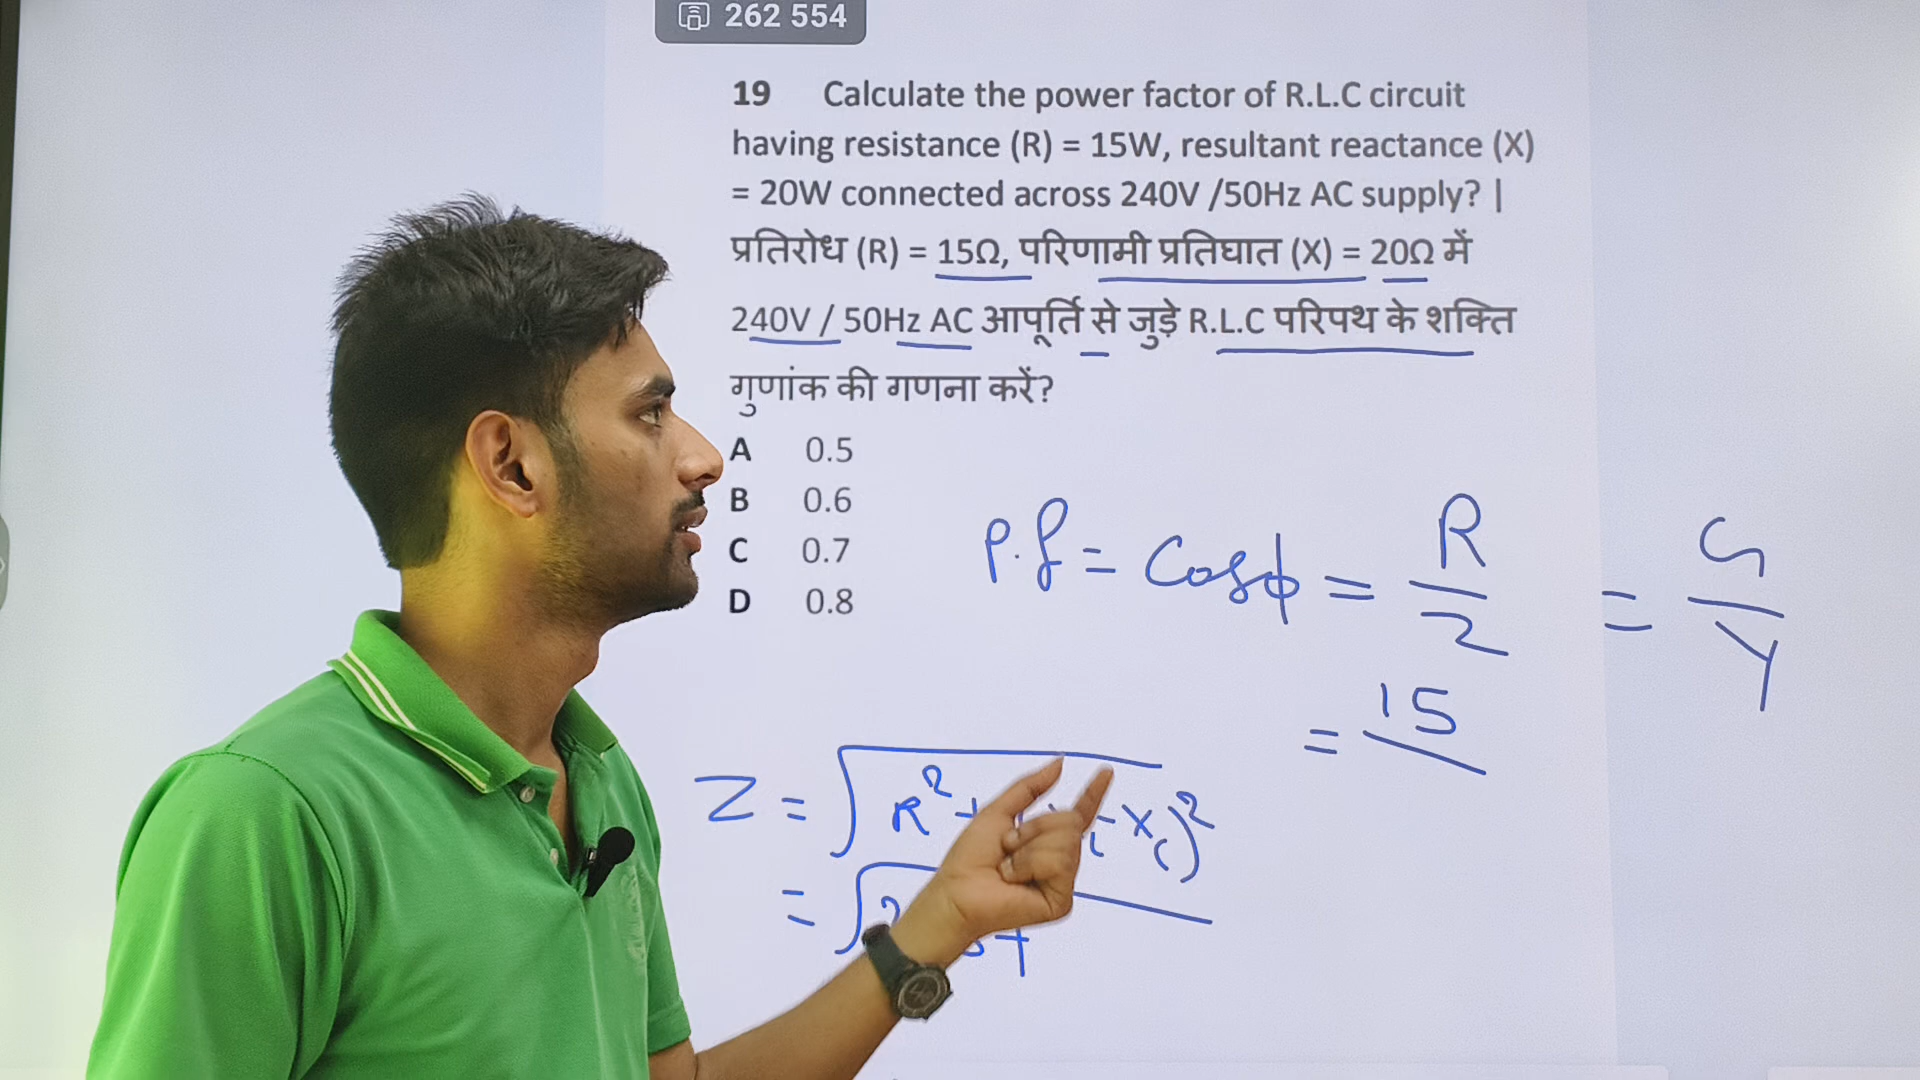 262 554
19 Calculate the power factor of R.L.C circuit
having resistance (R) = 15W, resultant reactance (X)
= 20W connected across 240V /50Hz AC supply? |
प्रतिरोध (R) = 15Ω, परिणामी प्रतिघात (X) = 20Ω में
240V / 50Hz AC आपूर्ति से जुड़े R.L.C परिपथ के शक्ति
गुणांक की गणना करें?
A 0.5
B 0.6
C 0.7
D 0.8
P.f = Cosϕ = R/Z = G/Y
= 15
Z = √R² +